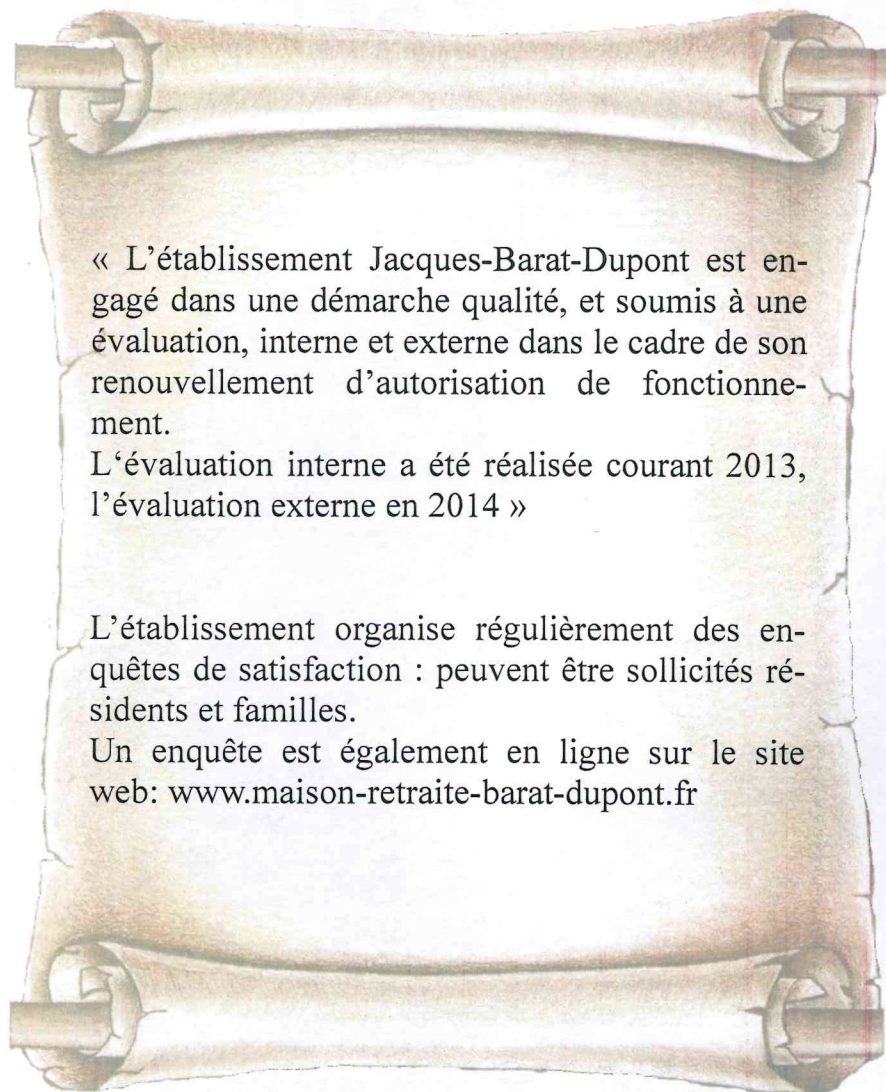 « L’établissement Jacques-Barat-Dupont est en-
gagé dans une démarche qualité, et soumis à une
évaluation, interne et externe dans le cadre de son
renouvellement d’autorisation de fonctionne-
ment.
L‘évaluation interne a été réalisée courant 2013,
l’évaluation externe en 2014 »
L’établissement organise régulièrement des en-
quêtes de satisfaction : peuvent être sollicités ré-
sidents et familles.
Un enquête est également en ligne sur le site
web: www.maison-retraite-barat-dupont.fr